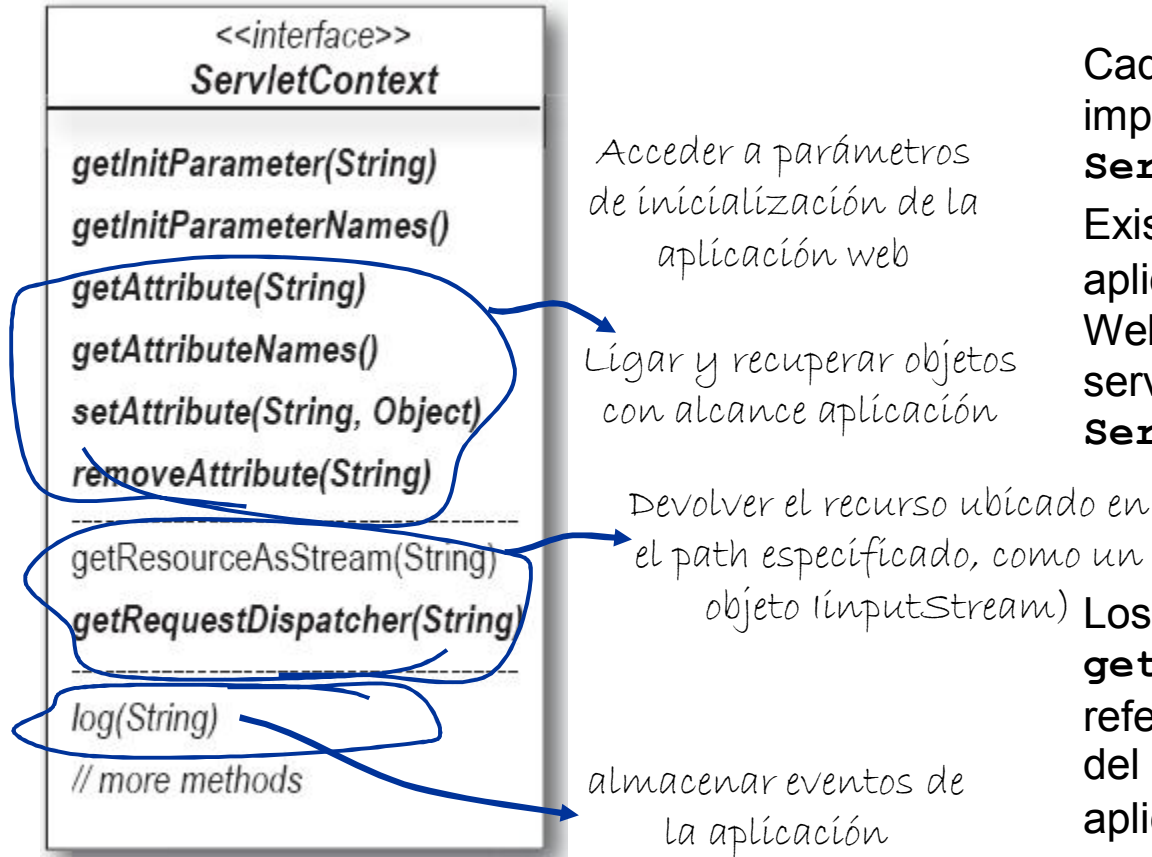 <<interface>>
ServletContext
getInitParameter(String)
getInitParameterNames()
getAttribute(String)
getAttributeNames()
setAttribute(String, Object)
removeAttribute(String)
getResourceAsStream(String)
getRequestDispatcher(String)
log(String)
// more methods
Acceder a parámetros
de inicialización de la
aplicación web
Ligar y recuperar objetos
con alcance aplicación
Devolver el recurso ubicado en
el path especificado, como un
objeto IinputStream)
almacenar eventos de
la aplicación
Cad
imp
Ser
Exis
apli
Wel
serv
Ser
Los
get
refe
del
aplic